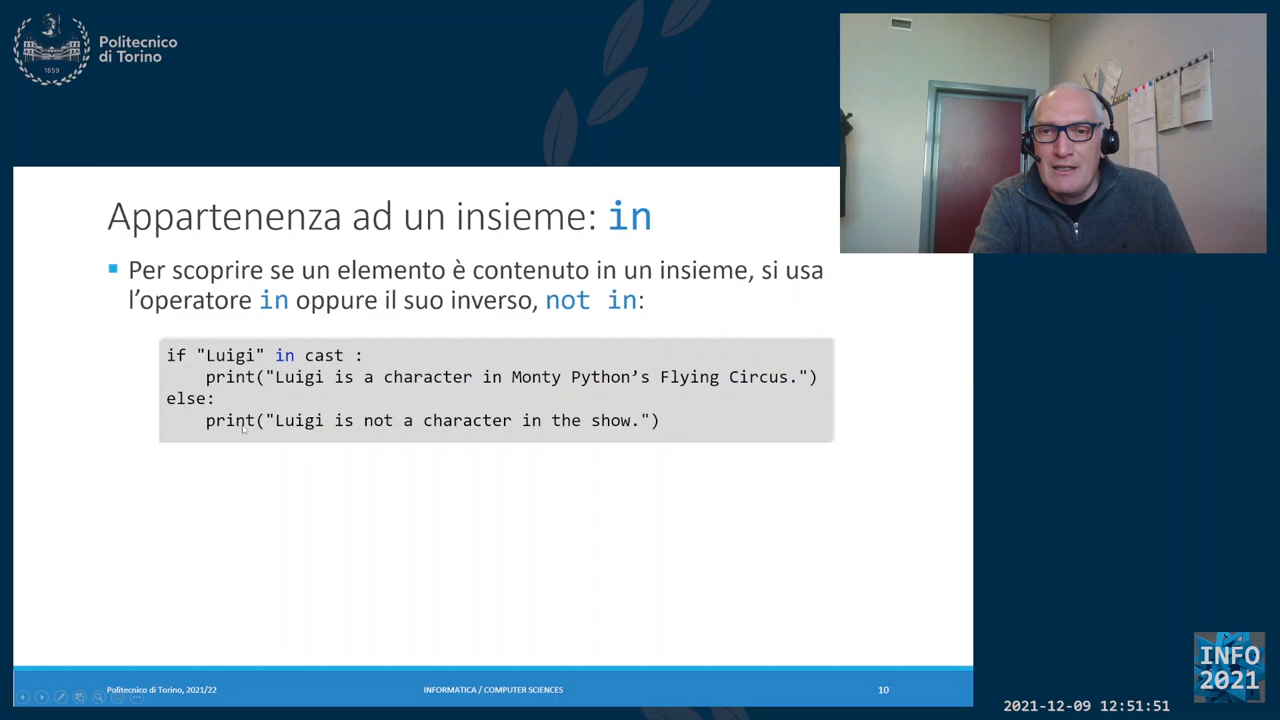 Politecnico
di Torino
1859
Appartenenza ad un insieme: in
Per scoprire se un elemento è contenuto in un insieme, si usa
l’operatore in oppure il suo inverso, not in:
if "Luigi" in cast :
    print("Luigi is a character in Monty Python’s Flying Circus.")
else:
    print("Luigi is not a character in the show.")
Politecnico di Torino, 2021/22
INFORMATICA / COMPUTER SCIENCES
10
INFO
2021
2021-12-09 12:51:51